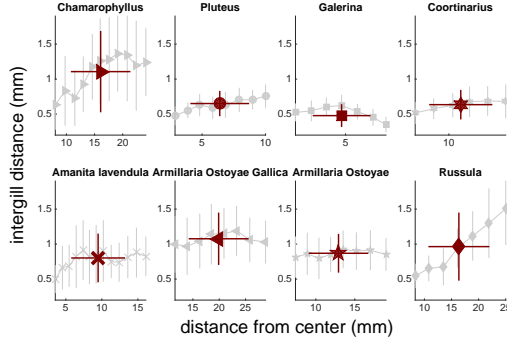 Chamarophyllus Pluteus Galerina Coortinarius
intergill distance (mm)
1.5
1
0.5
10 15 20
5 10
5
10
Amanita lavendula Armillaria Ostoyae Gallica Armillaria Ostoyae Russula
1.5
1
0.5
5 10 15
15 20 25
10 15
10 15 20 25
distance from center (mm)